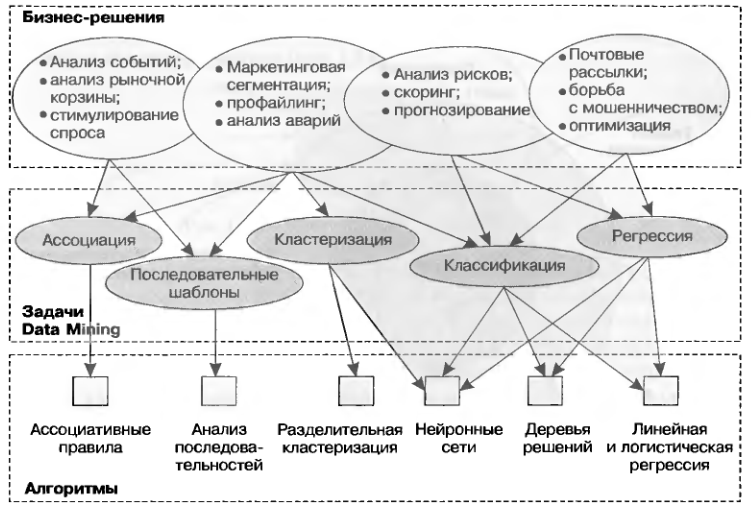 Бизнес-решения
• Анализ событий;
• анализ рыночной
корзины;
• стимулирование
спроса
• Маркетинговая
сегментация;
• профайлинг;
• анализ аварий
• Анализ рисков;
• скоринг;
• прогнозирование
• Почтовые
рассылки;
• борьба
с мошенничеством;
• оптимизация
Ассоциация
Последовательные
шаблоны
Кластеризация
Классификация
Регрессия
Задачи
Data Mining
Ассоциативные
правила
Анализ
последова-
тельностей
Разделительная
кластеризация
Нейронные
сети
Деревья
решений
Линейная
и логистическая
регрессия
Алгоритмы